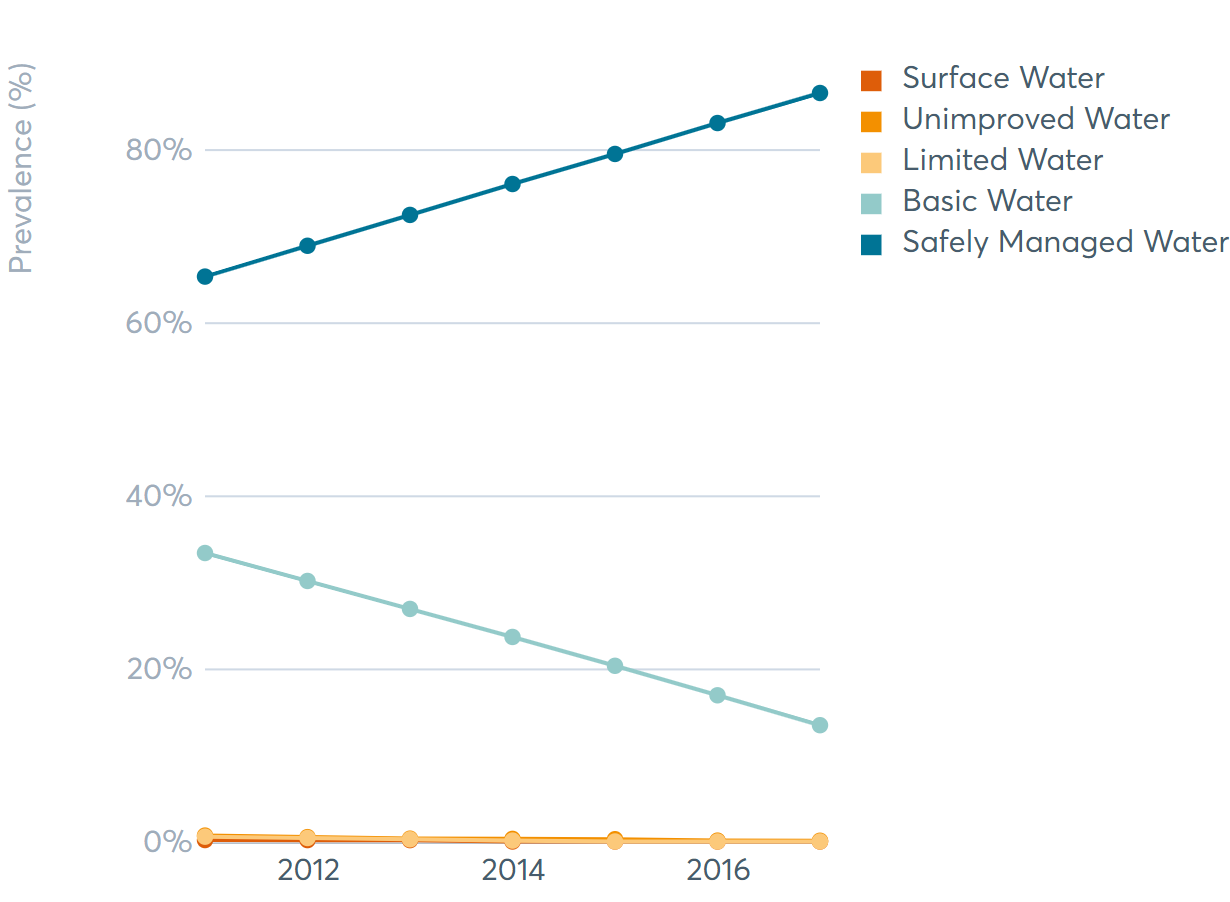 Prevalence (%)
80%
60%
40%
20%
0%
2012
2014
2016
Surface Water
Unimproved Water
Limited Water
Basic Water
Safely Managed Water